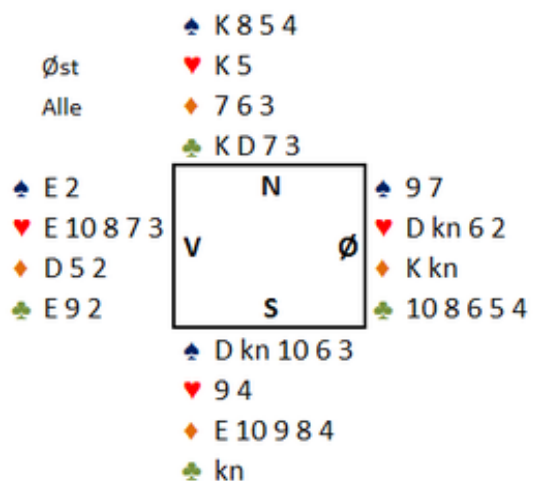 ♠ K 8 5 4
Øst ♥ K 5
Alle ♦ 7 6 3
♣ K D 7 3
♠ E 2 N ♠ 9 7
♥ E 10 8 7 3 V Ø ♥ D kn 6 2
♦ D 5 2 ♦ K kn
♣ E 9 2 S ♣ 10 8 6 5 4
♠ D kn 10 6 3
♥ 9 4
♦ E 10 9 8 4
♣ kn